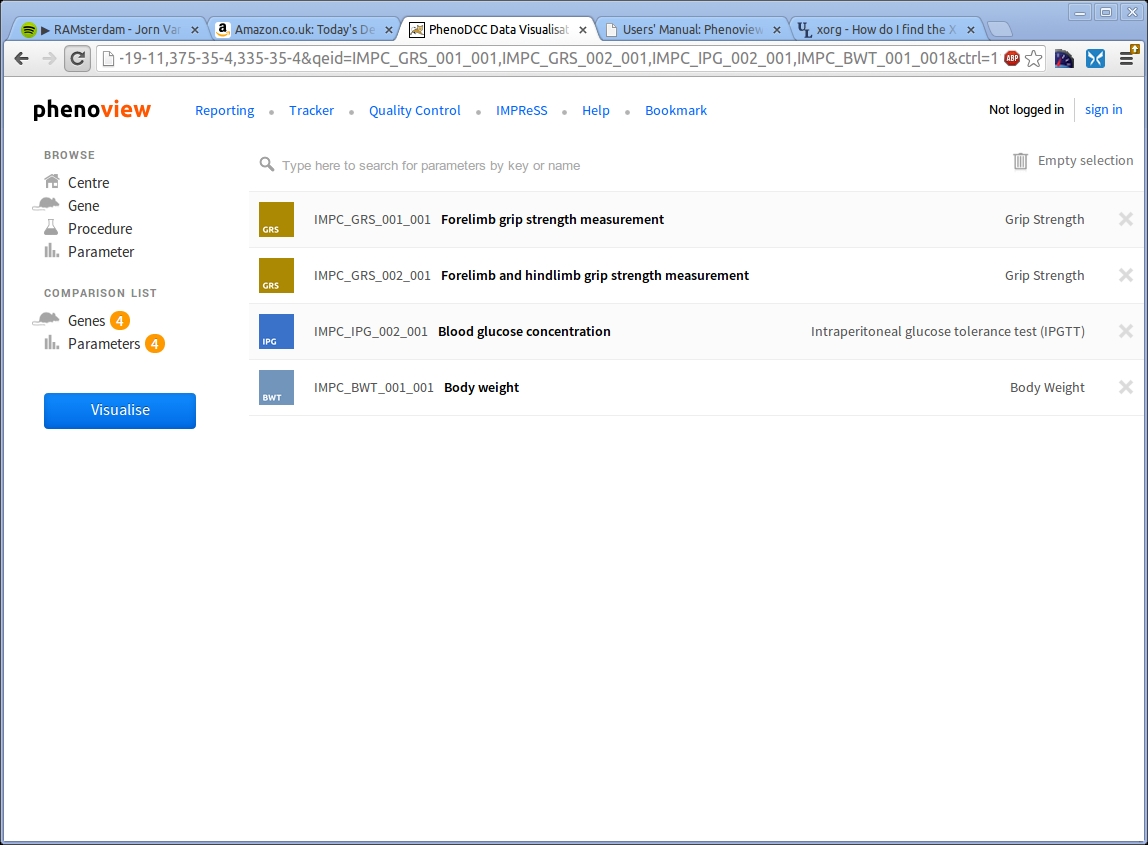 ▶ RAMsterdam - Jorn Var
Amazon.co.uk: Today's De
PhenoDCC Data Visualisat
Users' Manual: Phenoview
xorg - How do I find the X
-19-11,375-35-4,335-35-4&qeid=IMPC_GRS_001_001,IMPC_GRS_002_001,IMPC_IPG_002_001,IMPC_BWT_001_001&ctrl=1
ABP
phenoview
Reporting • Tracker • Quality Control • IMPReSS • Help • Bookmark
Not logged in
sign in
BROWSE
Centre
Gene
Procedure
Parameter
COMPARISON LIST
Genes 4
Parameters 4
Visualise
Type here to search for parameters by key or name
Empty selection
GRS IMPC_GRS_001_001 Forelimb grip strength measurement Grip Strength
GRS IMPC_GRS_002_001 Forelimb and hindlimb grip strength measurement Grip Strength
IPG IMPC_IPG_002_001 Blood glucose concentration Intraperitoneal glucose tolerance test (IPGTT)
BWT IMPC_BWT_001_001 Body weight Body Weight